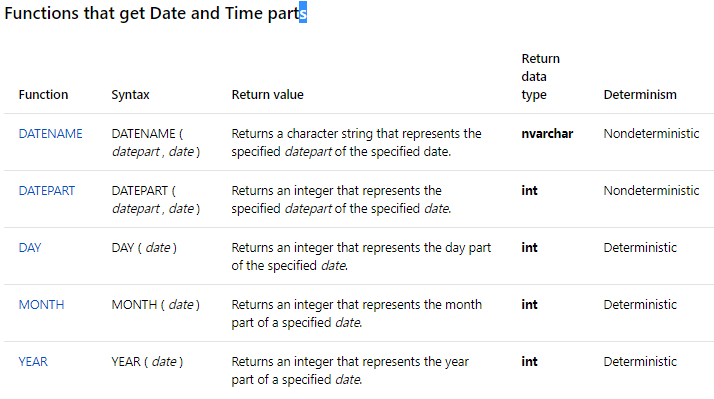 Functions that get Date and Time parts
Return
data
Function Syntax Return value type Determinism
DATENAME DATENAME ( Returns a character string that represents the nvarchar Nondeterministic
datepart , date ) specified datepart of the specified date.
DATEPART DATEPART ( Returns an integer that represents the int Nondeterministic
datepart , date ) specified datepart of the specified date.
DAY DAY ( date ) Returns an integer that represents the day part int Deterministic
of the specified date.
MONTH MONTH ( date ) Returns an integer that represents the month int Deterministic
part of a specified date.
YEAR YEAR ( date ) Returns an integer that represents the year int Deterministic
part of a specified date.